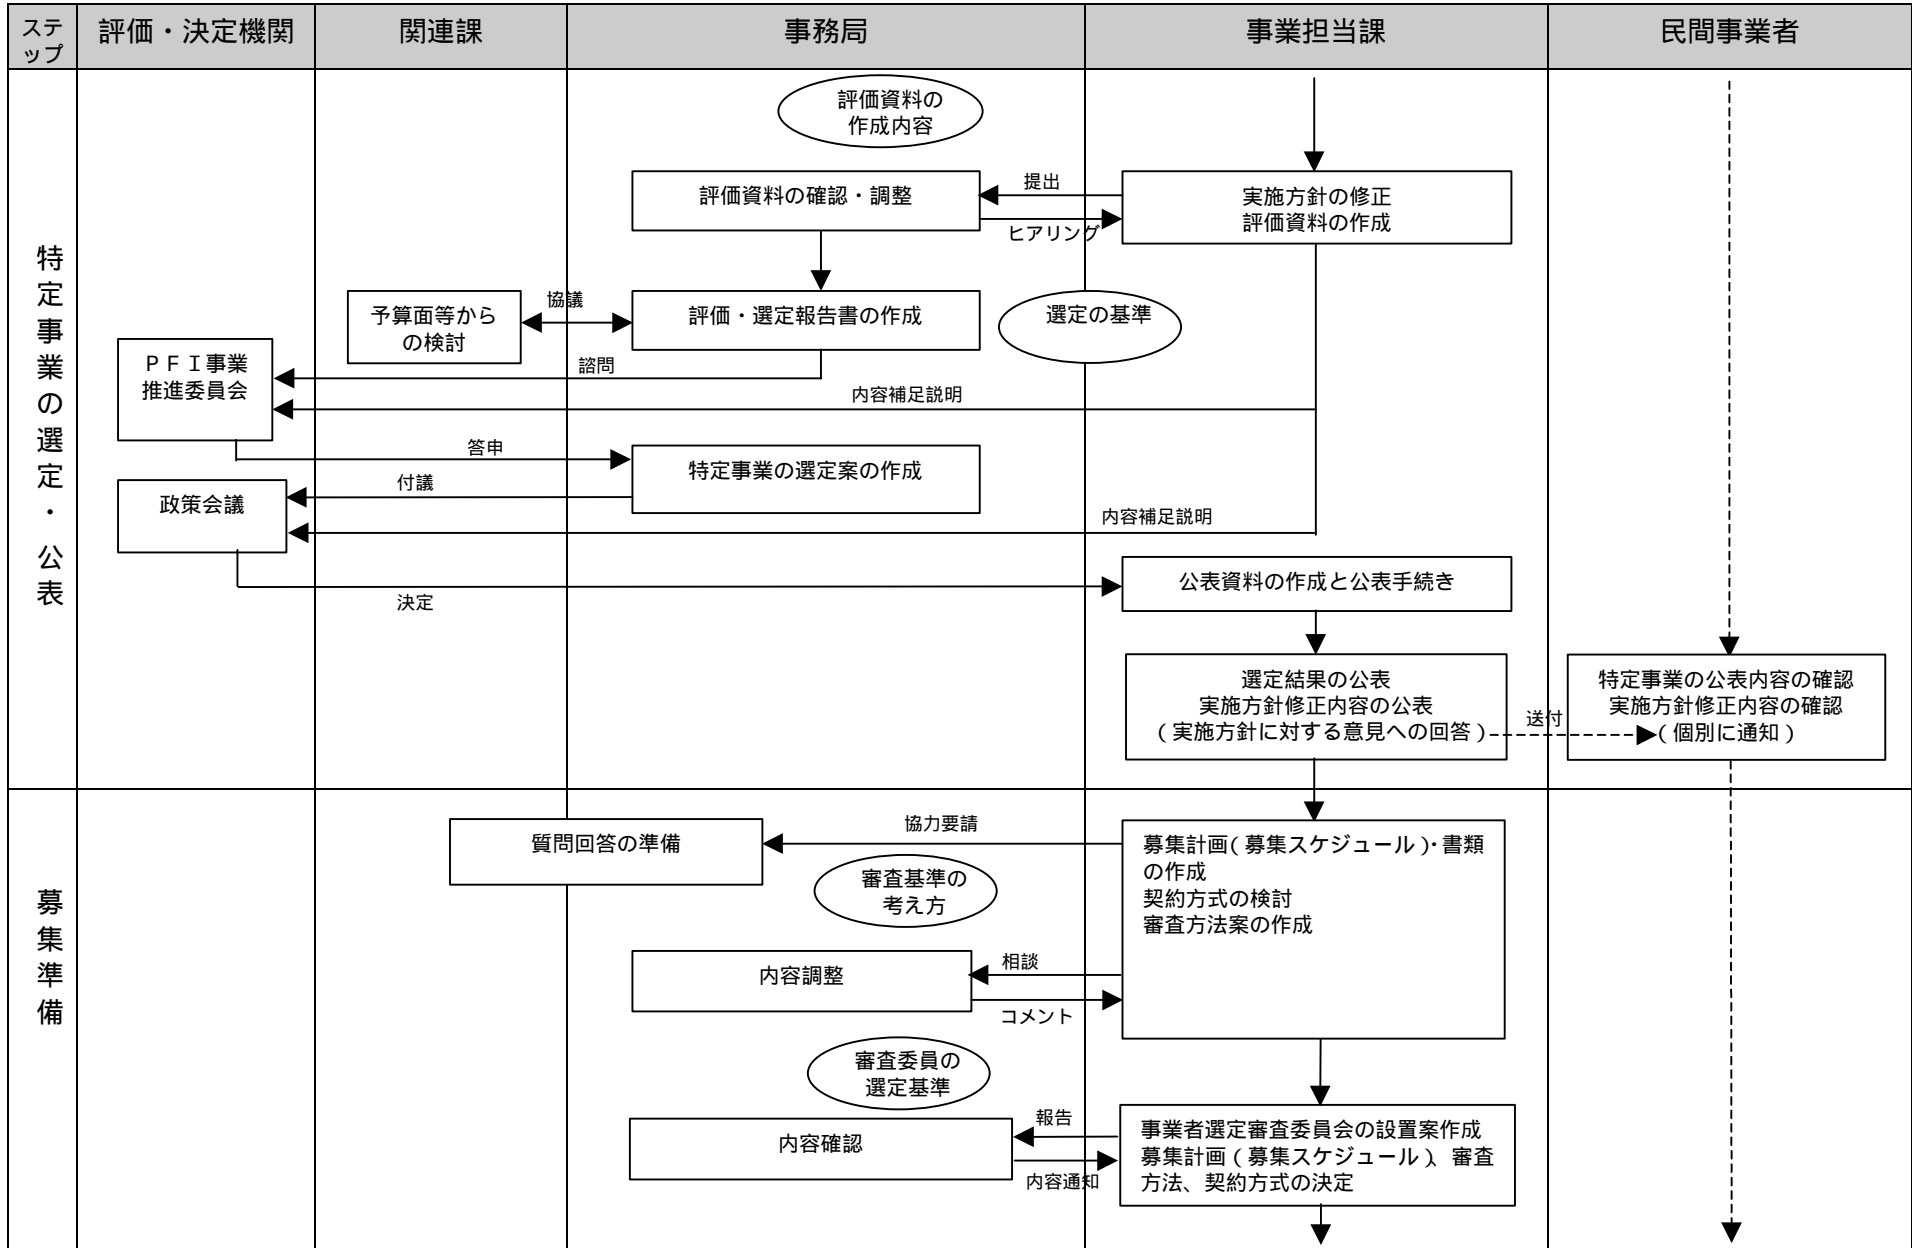 ステ
ップ
評価・決定機関
関連課
事務局
事業担当課
民間事業者
特定事業の選定・公表
評価資料の
作成内容
評価資料の確認・調整
提出
ヒアリング
実施方針の修正
評価資料の作成
予算面等から
の検討
協議
評価・選定報告書の作成
選定の基準
PFI事業
推進委員会
諮問
内容補足説明
答申
特定事業の選定案の作成
付議
政策会議
内容補足説明
決定
公表資料の作成と公表手続き
選定結果の公表
実施方針修正内容の公表
(実施方針に対する意見への回答)
送付
特定事業の公表内容の確認
実施方針修正内容の確認
(個別に通知)
募集準備
質問回答の準備
協力要請
募集計画(募集スケジュール)・書類
の作成
契約方式の検討
審査方法案の作成
審査基準の
考え方
内容調整
相談
コメント
審査委員の
選定基準
内容確認
報告
内容通知
事業者選定審査委員会の設置案作成
募集計画(募集スケジュール)、審査
方法、契約方式の決定